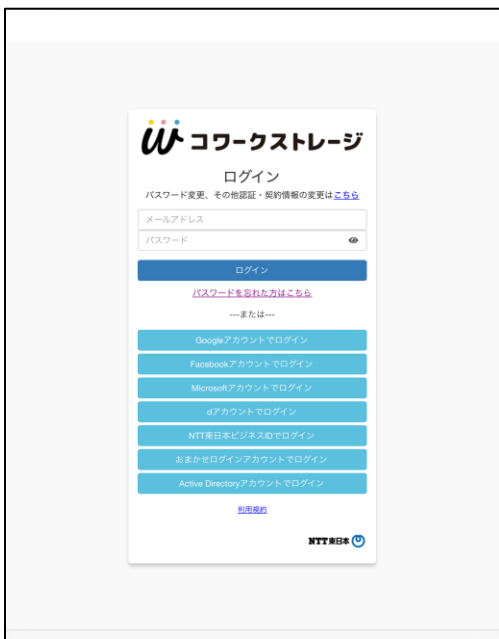 コワークストレージ
ログイン
パスワード変更、その他認証・契約情報の変更はこちら
メールアドレス
パスワード
ログイン
パスワードを忘れた方はこちら
---または---
Googleアカウントでログイン
Facebookアカウントでログイン
Microsoftアカウントでログイン
dアカウントでログイン
NTT東日本ビジネスIDでログイン
おまかせログインアカウントでログイン
Active Directoryアカウントでログイン
利用規約
NTT東日本